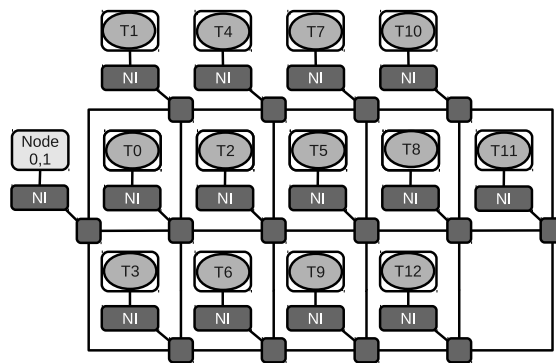 T1 T4 T7 T10
NI NI NI NI
Node
0,1
T0 T2 T5 T8 T11
NI NI NI NI NI NI
T3 T6 T9 T12
NI NI NI NI